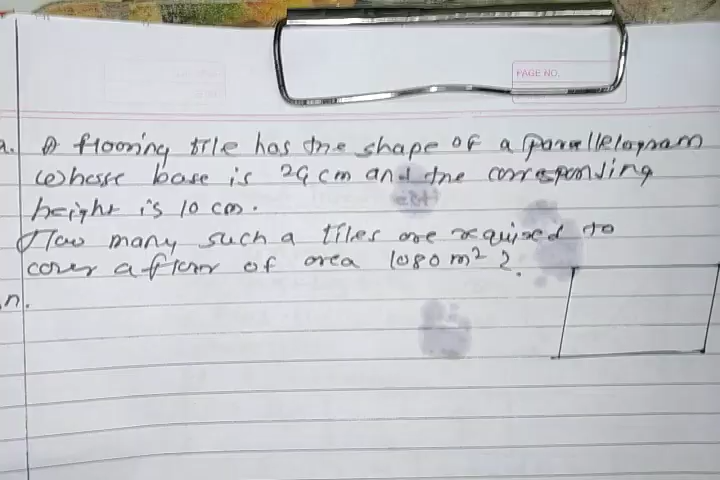 PAGE NO.
Q. A flooring tile has the shape of a parallelogram
whose base is 24 cm and the corresponding
height is 10 cm.
How many such a tiles are required to
cover a floor of area 1080 m² ?
n.